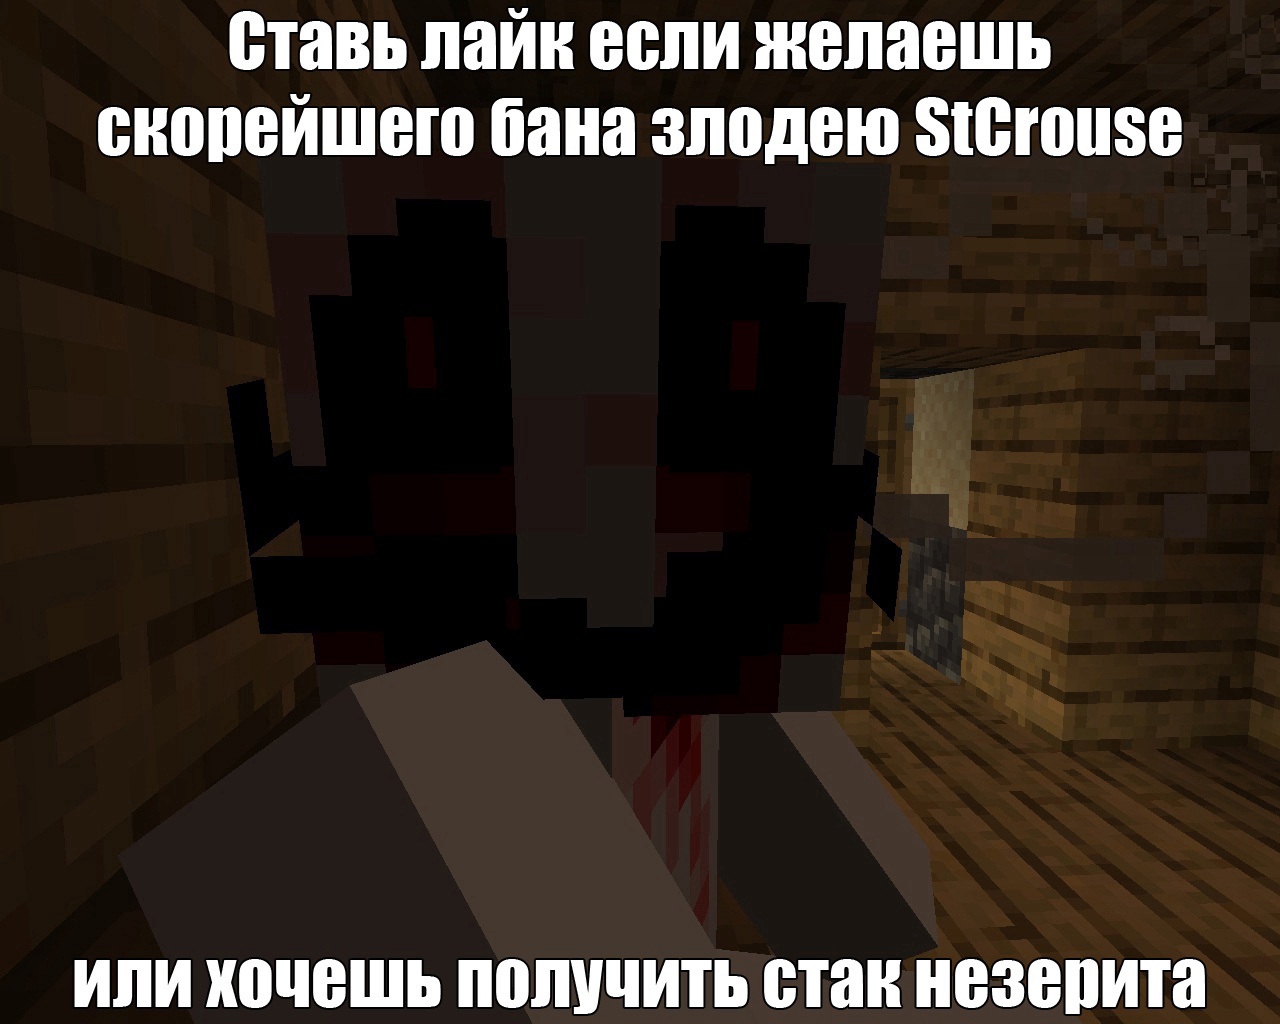 Ставь лайк если желаешь
скорейшего бана злодею StCrouse
или хочешь получить стак незерита